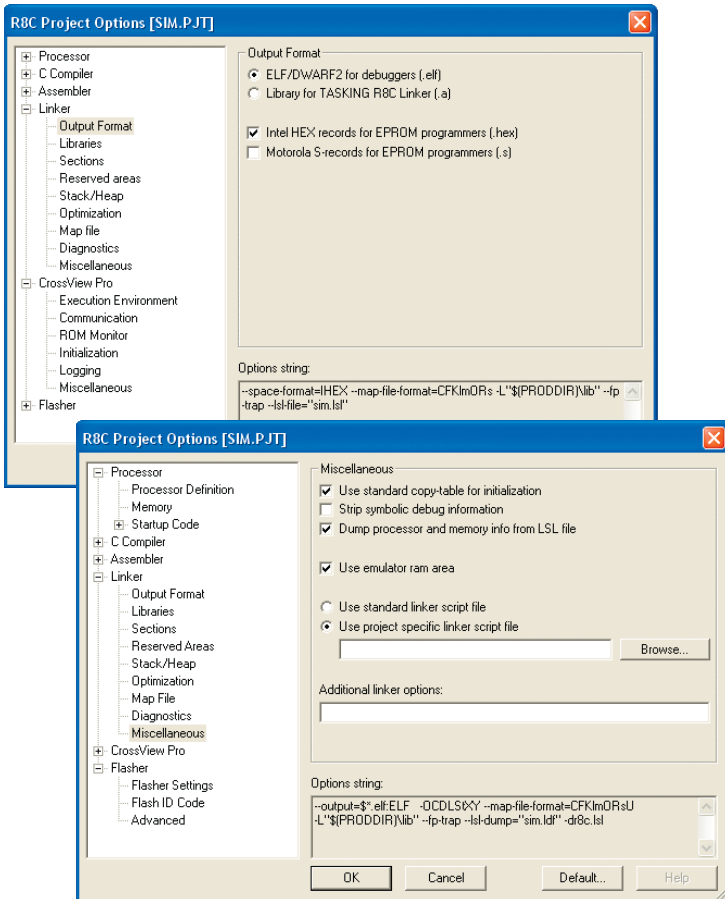 R8C Project Options [SIM.PJT]
Processor
C Compiler
Assembler
Linker
Output Format
Libraries
Sections
Reserved areas
Stack/Heap
Optimization
Map file
Diagnostics
Miscellaneous
CrossView Pro
Execution Environment
Communication
ROM Monitor
Initialization
Logging
Miscellaneous
Flasher
Output Format
ELF/DWARF2 for debuggers (.elf)
Library for TASKING R8C Linker (.a)
Intel HEX records for EPROM programmers (.hex)
Motorola S-records for EPROM programmers (.s)
Options string:
--space-format=IHEX --map-file-format=CFKlmORs -L"$(PRODDIR)\lib" --fp
-trap --lsl-file="sim.lsl"
R8C Project Options [SIM.PJT]
Processor
Processor Definition
Memory
Startup Code
C Compiler
Assembler
Linker
Output Format
Libraries
Sections
Reserved Areas
Stack/Heap
Optimization
Map File
Diagnostics
Miscellaneous
CrossView Pro
Flasher
Flasher Settings
Flash ID Code
Advanced
Miscellaneous
Use standard copy-table for initialization
Strip symbolic debug information
Dump processor and memory info from LSL file
Use emulator ram area
Use standard linker script file
Use project specific linker script file
Browse...
Additional linker options:
Options string:
--output=$*.elf:ELF -OCDLStXY --map-file-format=CFKlmORsU
-L"$(PRODDIR)\lib" --fp-trap --lsl-dump="sim.ldf" -dr8c.lsl
OK
Cancel
Default...
Help